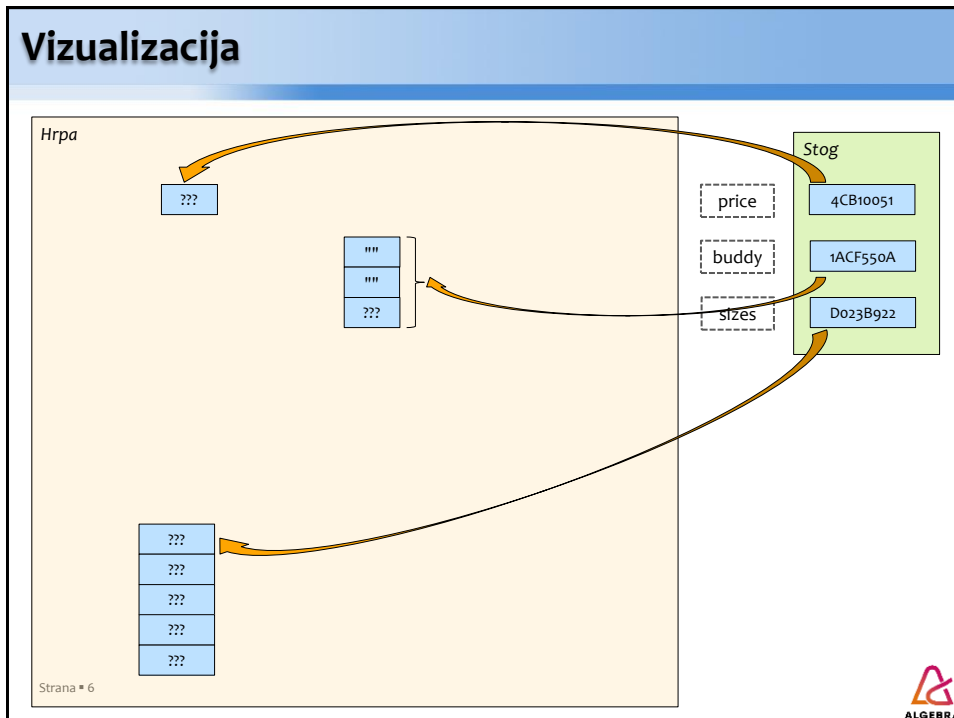 Vizualizacija
Hrpa
Stog
???
price
4CB10051
""
buddy
1ACF550A
""
???
sizes
D023B922
???
???
???
???
???
Strana ▪ 6
ALGEBRA